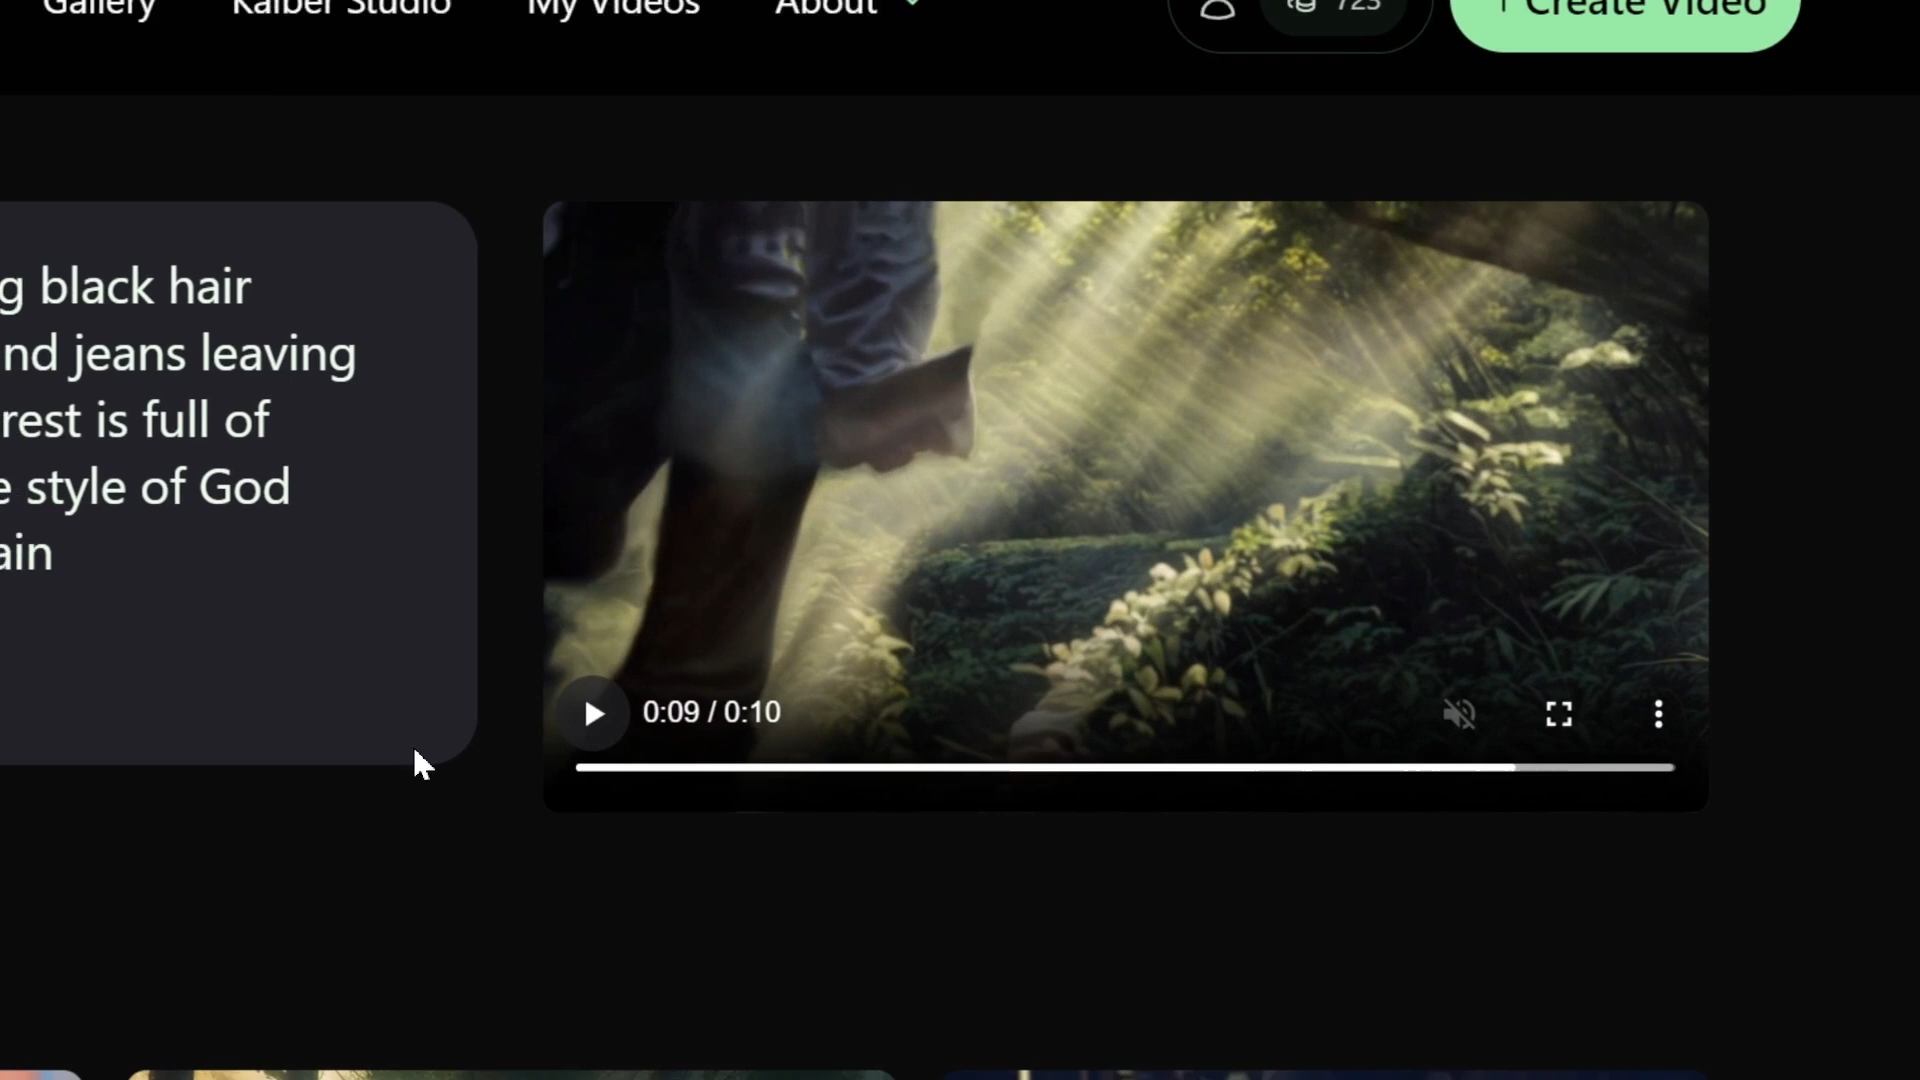 Gallery Kaiber Studio My Videos About
723
Create Video
g black hair
nd jeans leaving
rest is full of
e style of God
ain
0:09 / 0:10